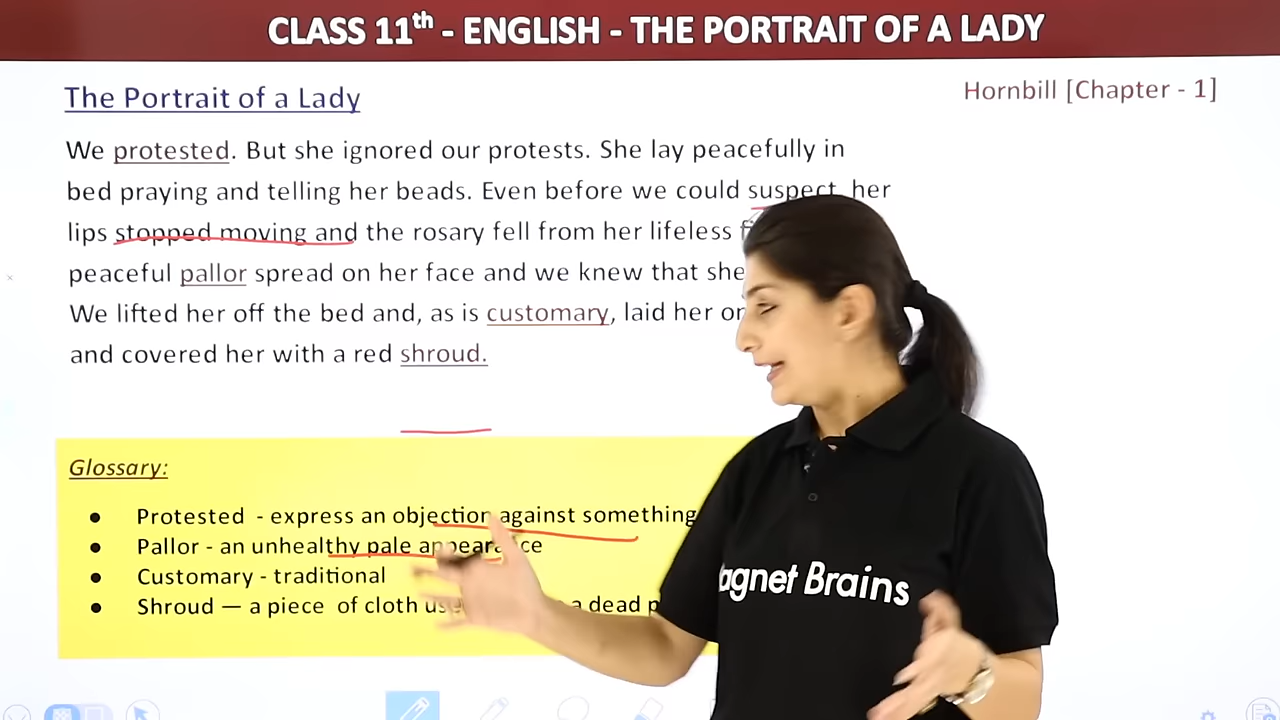 CLASS 11th - ENGLISH - THE PORTRAIT OF A LADY
The Portrait of a Lady
Hornbill [Chapter - 1]
We protested. But she ignored our protests. She lay peacefully in
bed praying and telling her beads. Even before we could suspect, her
lips stopped moving and the rosary fell from her lifeless
peaceful pallor spread on her face and we knew that she
We lifted her off the bed and, as is customary, laid her
and covered her with a red shroud.
Glossary:
● Protested - express an objection against something
● Pallor - an unhealthy pale appearance
● Customary - traditional
● Shroud — a piece of cloth a dead
agnet Brains